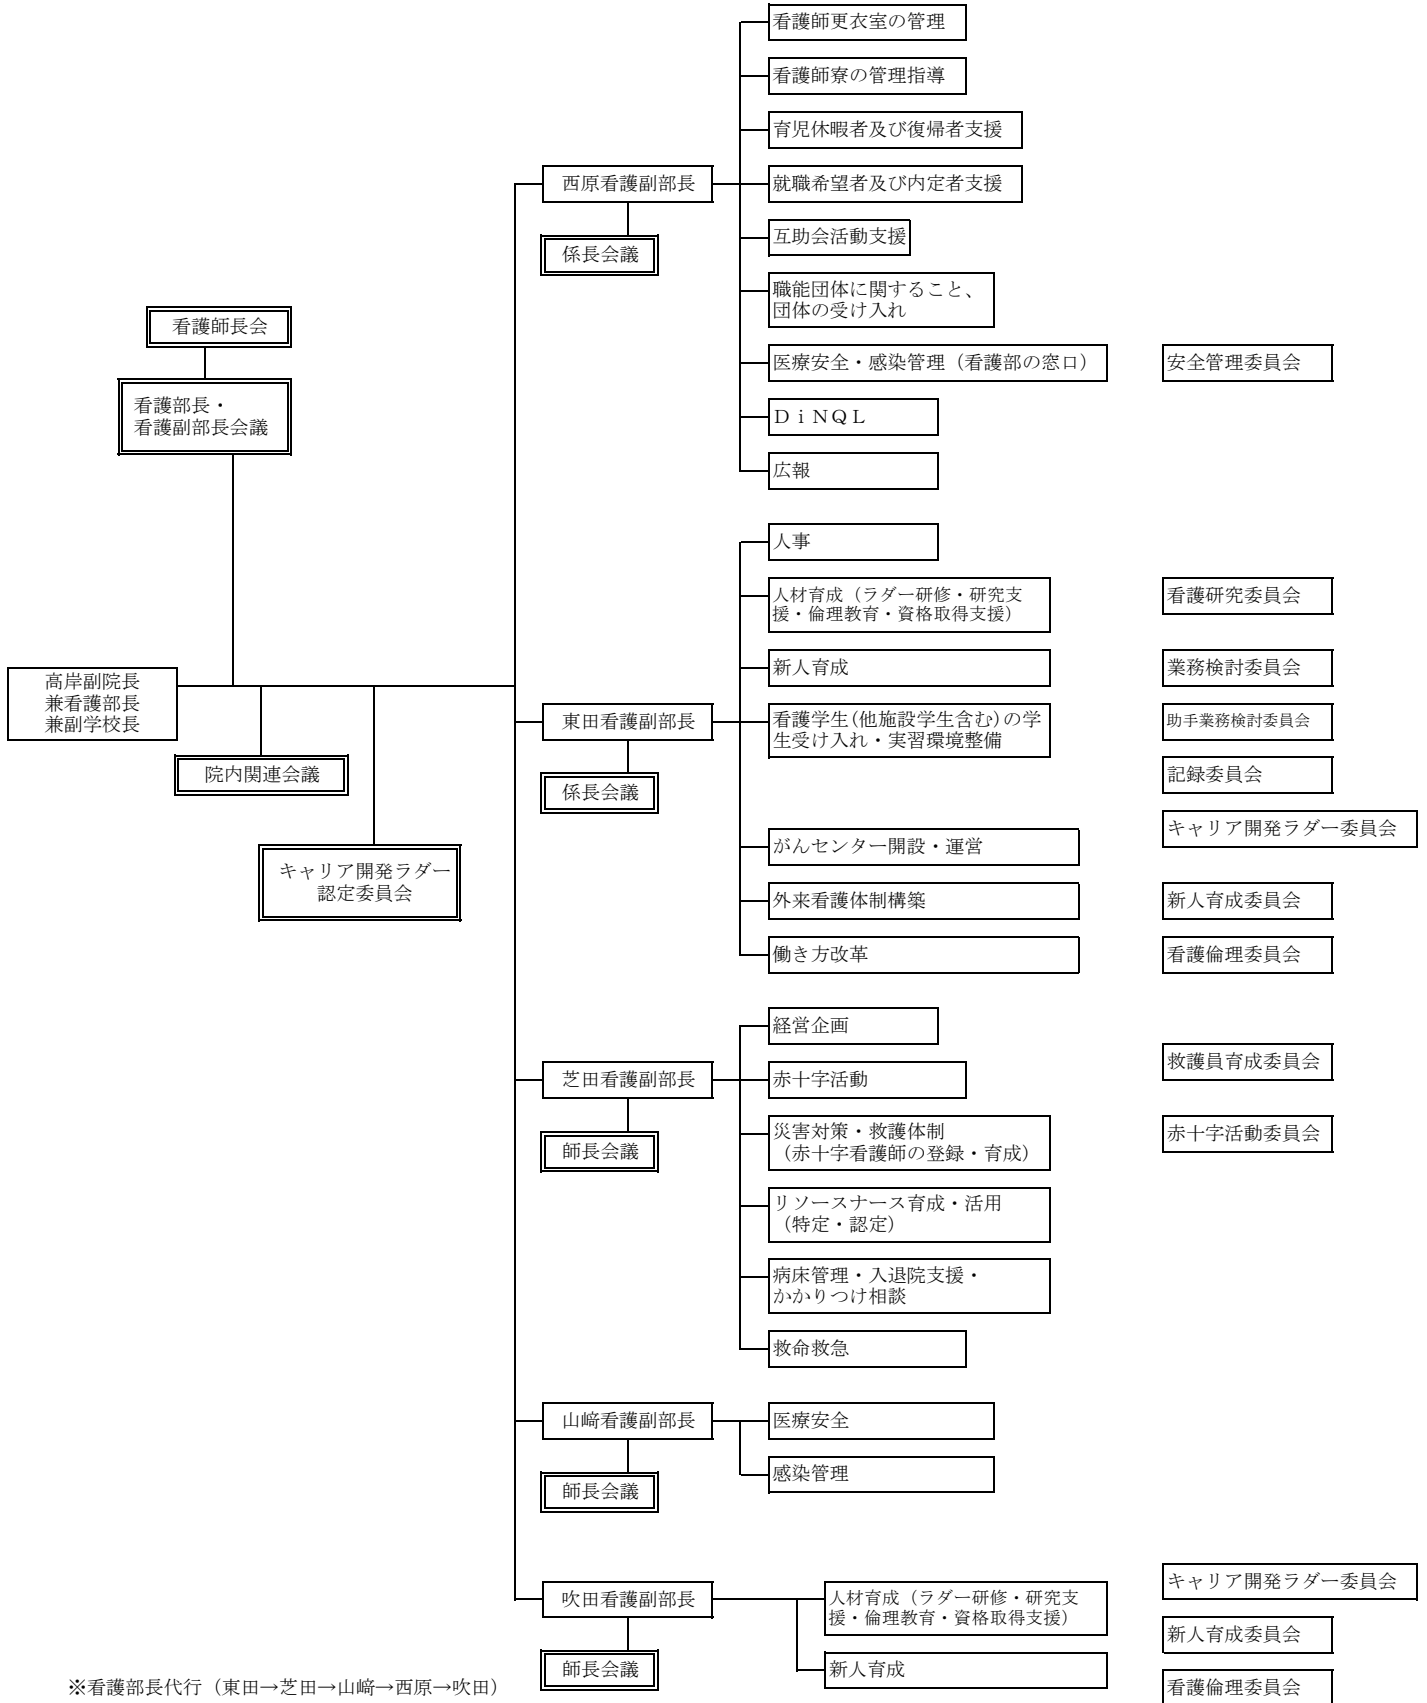 看護師更衣室の管理
看護師寮の管理指導
育児休暇者及び復帰者支援
西原看護副部長
就職希望者及び内定者支援
係長会議
互助会活動支援
職能団体に関すること、
団体の受け入れ
看護師長会
医療安全・感染管理（看護部の窓口）
安全管理委員会
看護部長・
看護副部長会議
ＤｉＮＱＬ
広報
人事
人材育成（ラダー研修・研究支
援・倫理教育・資格取得支援）
看護研究委員会
新人育成
業務検討委員会
高岸副院長
兼看護部長
兼副学校長
東田看護副部長
看護学生(他施設学生含む)の学
生受け入れ・実習環境整備
助手業務検討委員会
院内関連会議
係長会議
記録委員会
キャリア開発ラダー委員会
がんセンター開設・運営
キャリア開発ラダー
認定委員会
外来看護体制構築
新人育成委員会
働き方改革
看護倫理委員会
経営企画
救護員育成委員会
芝田看護副部長
赤十字活動
師長会議
災害対策・救護体制
（赤十字看護師の登録・育成）
赤十字活動委員会
リソースナース育成・活用
（特定・認定）
病床管理・入退院支援・
かかりつけ相談
救命救急
山﨑看護副部長
医療安全
師長会議
感染管理
キャリア開発ラダー委員会
吹田看護副部長
人材育成（ラダー研修・研究支
援・倫理教育・資格取得支援）
新人育成委員会
師長会議
新人育成
看護倫理委員会
※看護部長代行（東田→芝田→山﨑→西原→吹田）